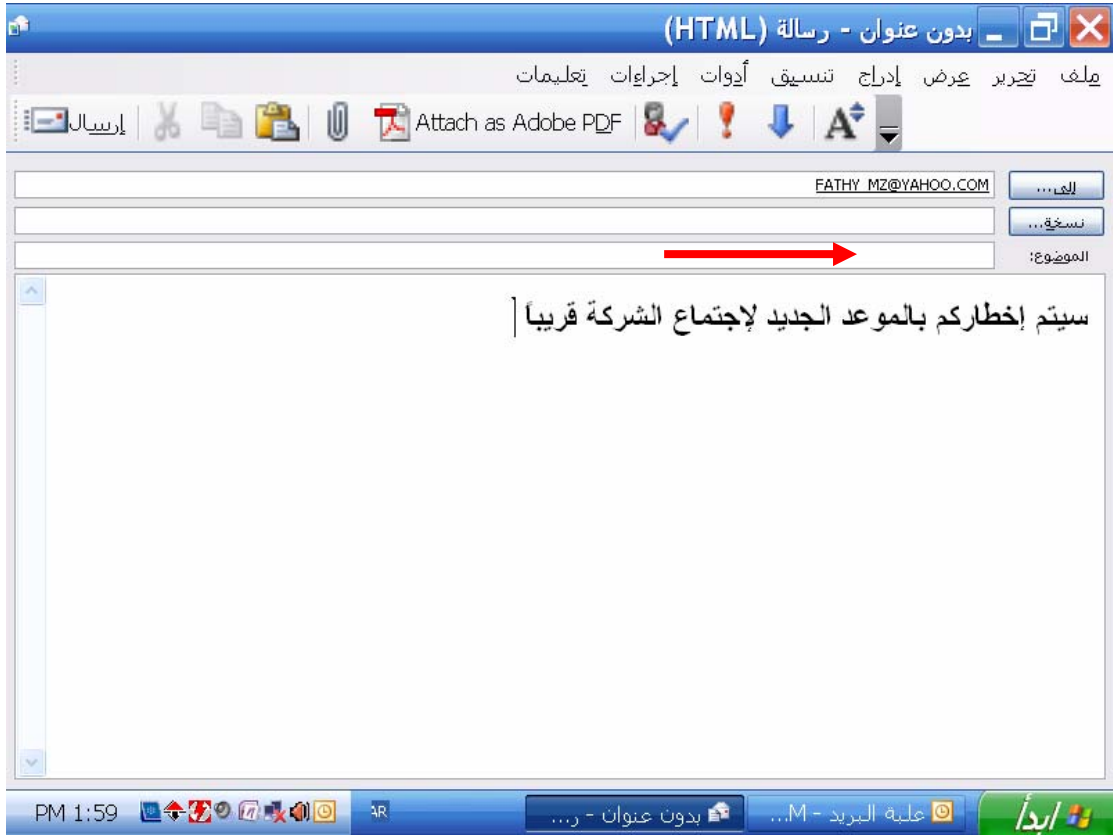 بدون عنوان - رسالة (HTML)
ملف تحرير عرض إدراج تنسيق أدوات إجراءات تعليمات
إرسال Attach as Adobe PDF
إلى... FATHY_MZ@YAHOO.COM
نسخة...
الموضوع:
سيتم إخطاركم بالموعد الجديد لإجتماع الشركة قريباً
ابدأ علبة البريد - M... بدون عنوان - ر... AR PM 1:59